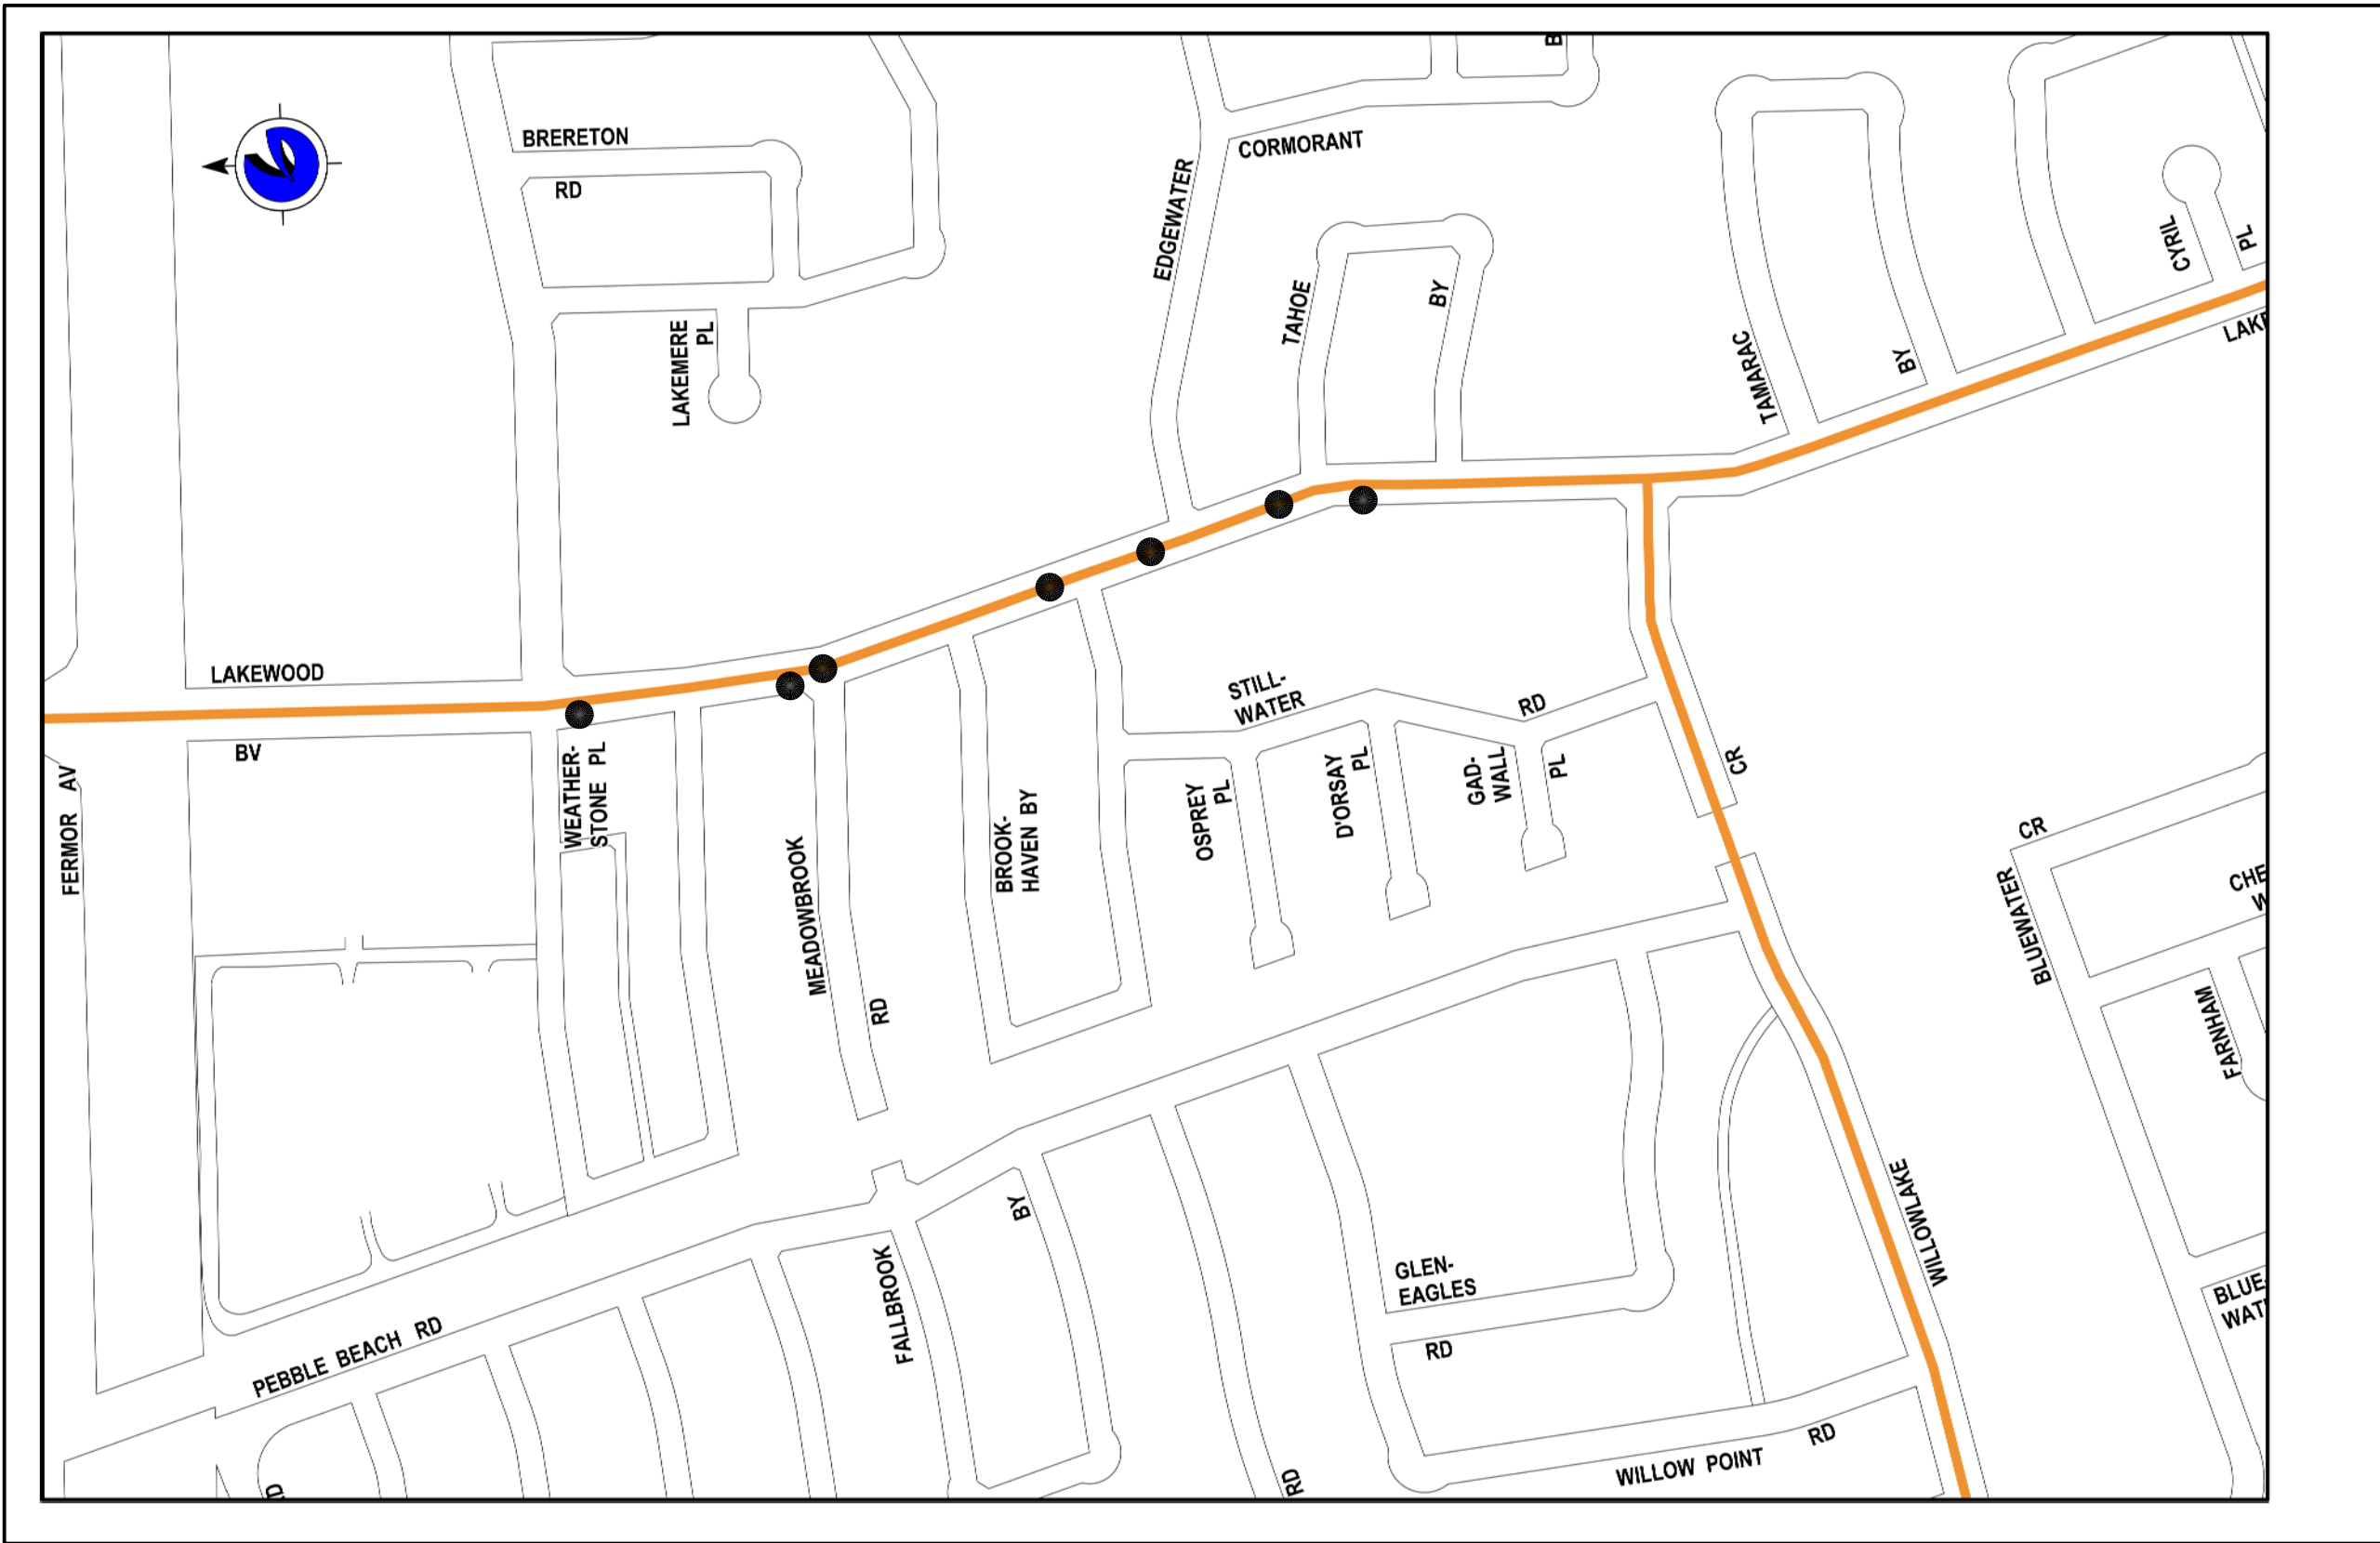 BRERETON
RD
LAKEMERE
PL
EDGEWATER
CORMORANT
TAHOE
BY
TAMARAC
BY
CYRIL
PL
LAKEWOOD
BV
FERMOR AV
WEATHER-
STONE PL
MEADOWBROOK
RD
BROOK-
HAVEN BY
STILL-
WATER
RD
OSPREY
PL
D'ORSAY
PL
GAD-
WALL
PL
CR
BLUEWATER
CR
FARNHAM
BLUE-
PEBBLE BEACH RD
FALLBROOK
BY
GLEN-
EAGLES
RD
WILLOWLAKE
WILLOW POINT
RD
RD